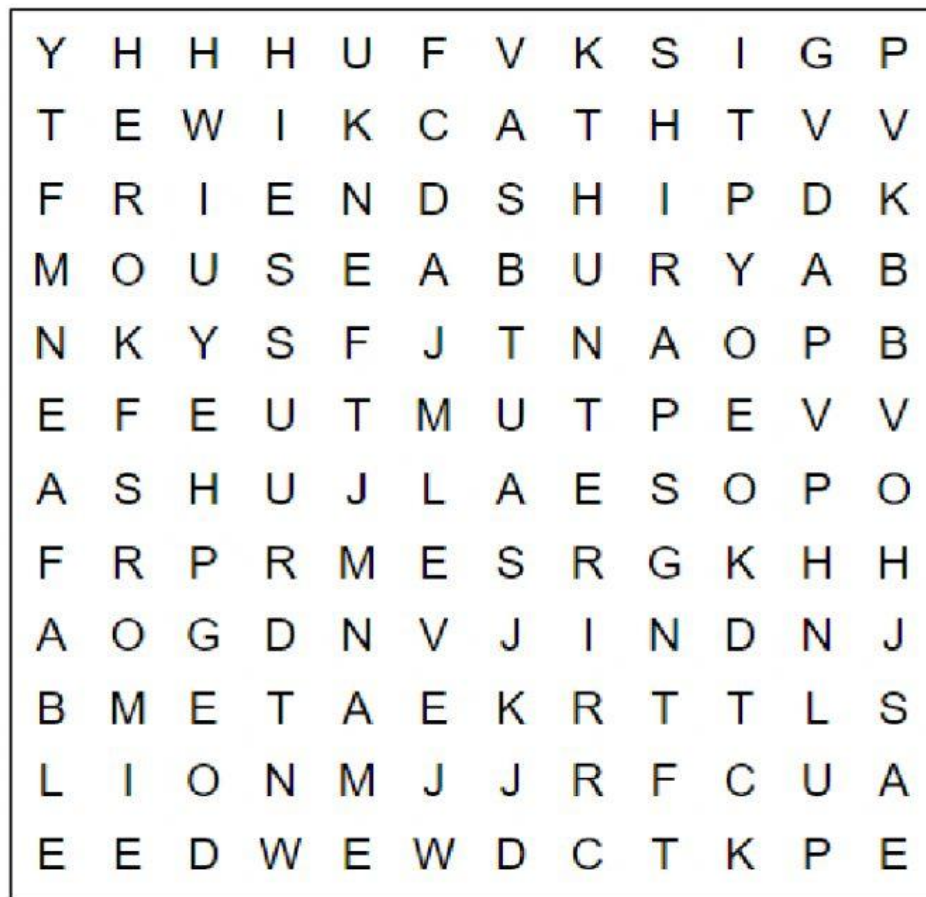 Y H H H U F V K S I G P
T E W I K C A T H T V V
F R I E N D S H I P D K
M O U S E A B U R Y A B
N K Y S F J T N A O P B
E F E U T M U T P E V V
A S H U J L A E S O P O
F R P R M E S R G K H H
A O G D N V J I N D N J
B M E T A E K R T T L S
L I O N M J J R F C U A
E E D W E W D C T K P E